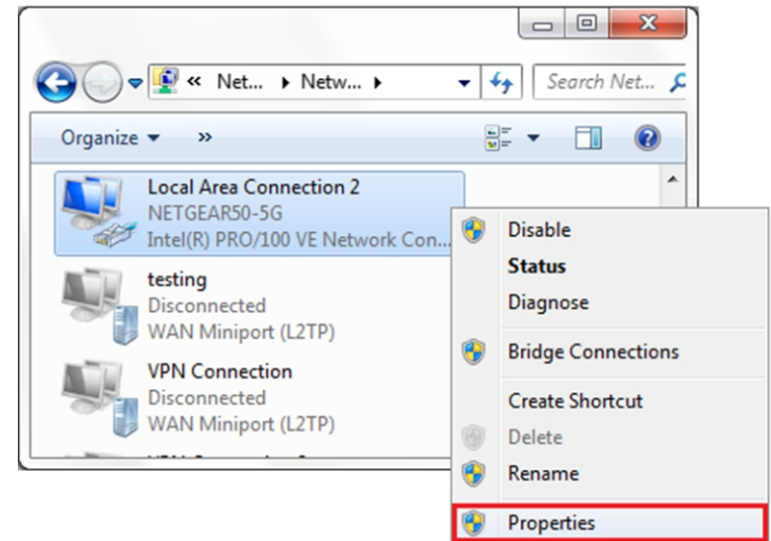 « Net... Netw...
Search Net...
Organize »
Local Area Connection 2
NETGEAR50-5G
Intel(R) PRO/100 VE Network Con...
testing
Disconnected
WAN Miniport (L2TP)
VPN Connection
Disconnected
WAN Miniport (L2TP)
Disable
Status
Diagnose
Bridge Connections
Create Shortcut
Delete
Rename
Properties